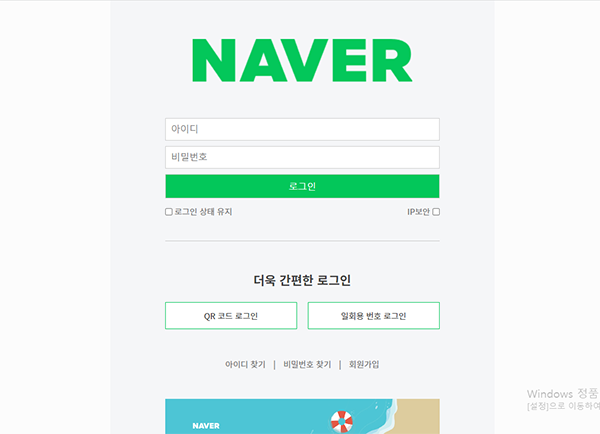 NAVER
아이디
비밀번호
로그인
로그인 상태 유지 IP보안
더욱 간편한 로그인
QR 코드 로그인 일회용 번호 로그인
아이디 찾기 | 비밀번호 찾기 | 회원가입
NAVER
Windows 정품
[설정]으로 이동하여